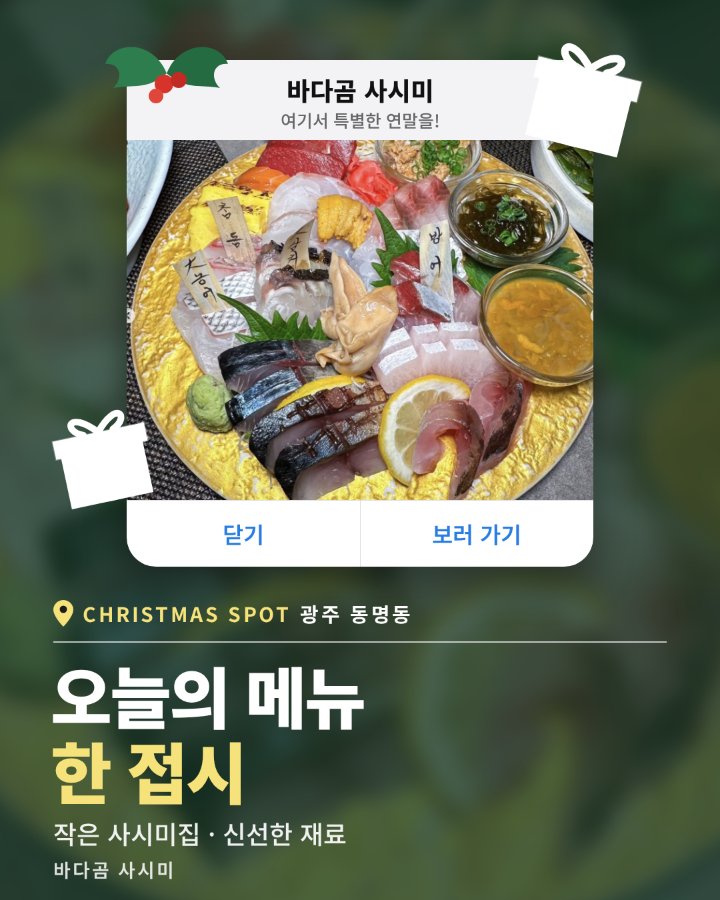 바다곰 사시미
여기서 특별한 연말을!
참돔
방어
大농어
닫기
보러 가기
CHRISTMAS SPOT 광주 동명동
오늘의 메뉴
한 접시
작은 사시미집 · 신선한 재료
바다곰 사시미